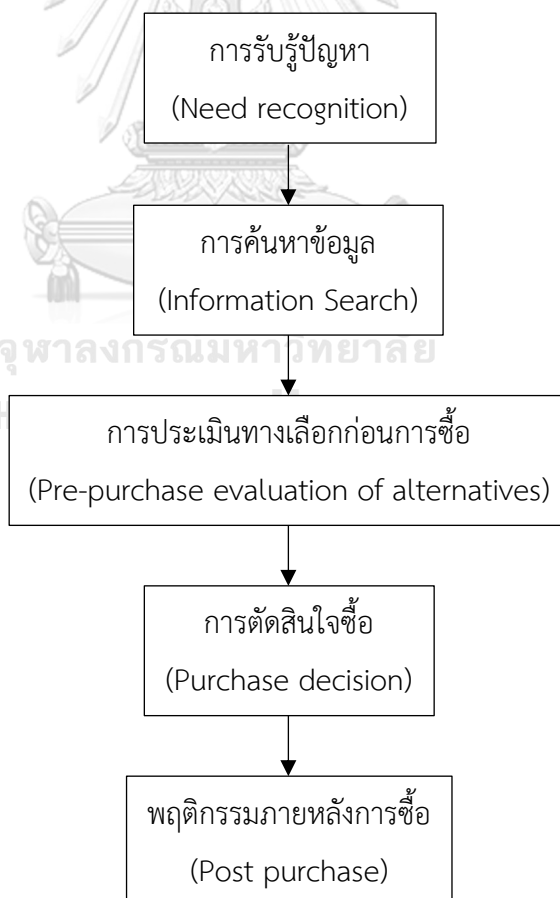 การรับรู้ปัญหา
(Need recognition)
การค้นหาข้อมูล
(Information Search)
จุฬาลงกรณ์มหาวิทยาลัย
การประเมินทางเลือกก่อนการซื้อ
(Pre-purchase evaluation of alternatives)
การตัดสินใจซื้อ
(Purchase decision)
พฤติกรรมภายหลังการซื้อ
(Post purchase)